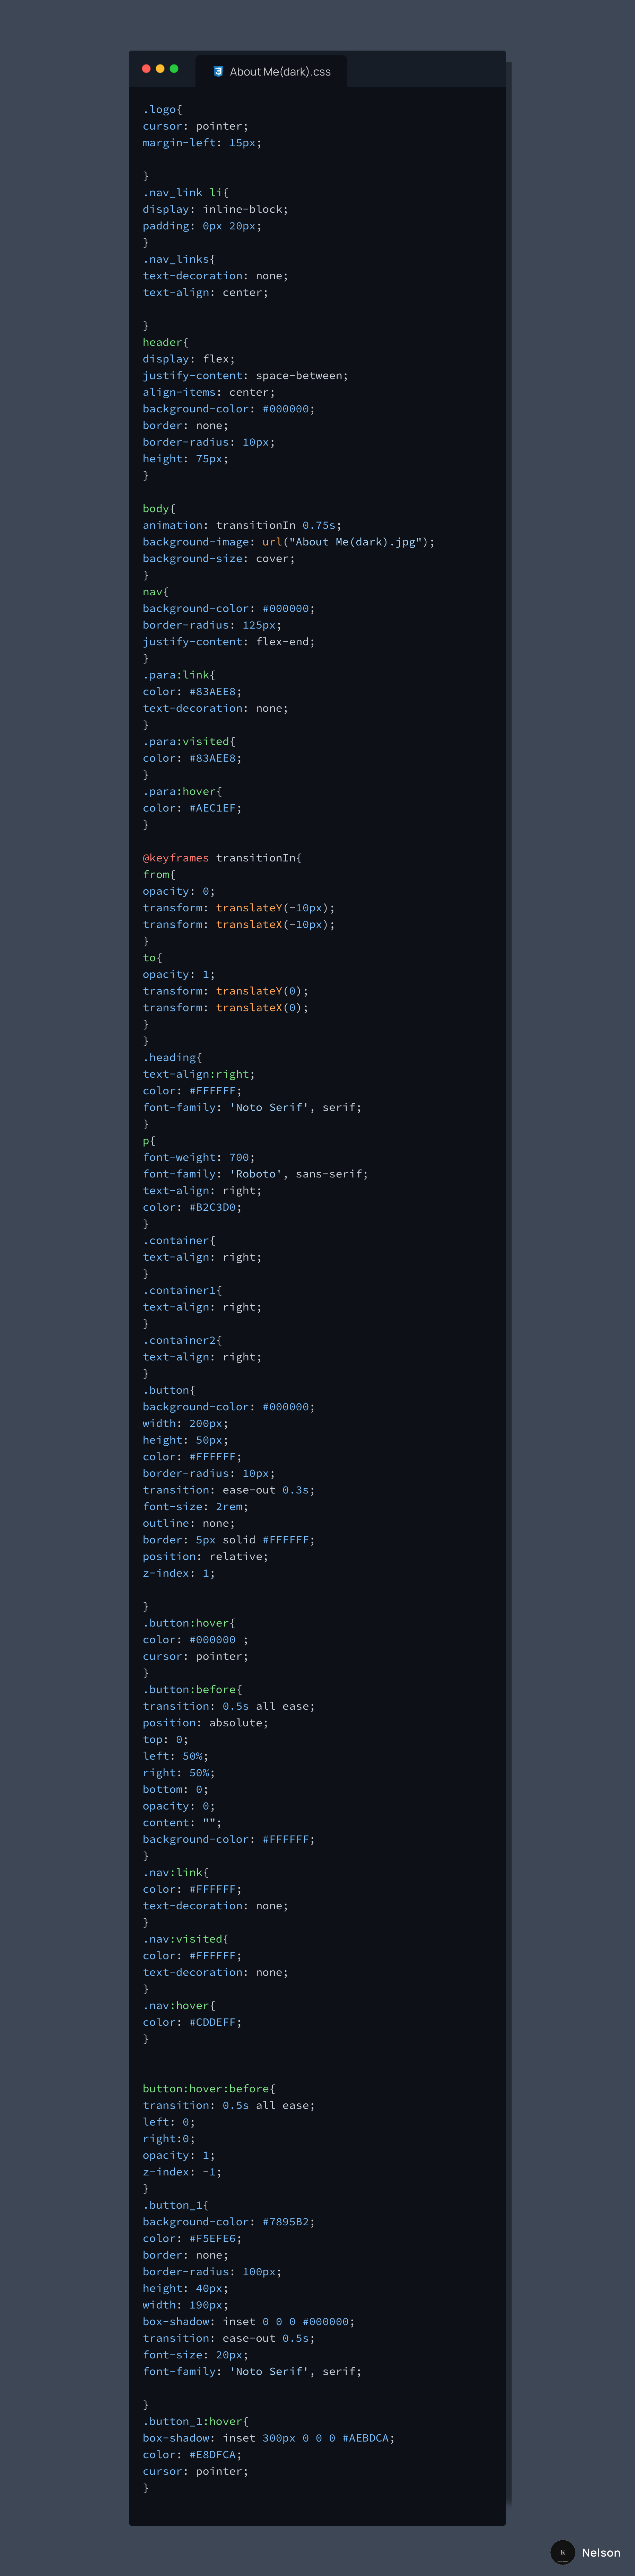 About Me(dark).css
.logo{
cursor: pointer;
margin-left: 15px;
}
.nav_link li{
display: inline-block;
padding: 0px 20px;
}
.nav_links{
text-decoration: none;
text-align: center;
}
header{
display: flex;
justify-content: space-between;
align-items: center;
background-color: #000000;
border: none;
border-radius: 10px;
height: 75px;
}
body{
animation: transitionIn 0.75s;
background-image: url("About Me(dark).jpg");
background-size: cover;
}
nav{
background-color: #000000;
border-radius: 125px;
justify-content: flex-end;
}
.para:link{
color: #83AEE8;
text-decoration: none;
}
.para:visited{
color: #83AEE8;
}
.para:hover{
color: #AEC1EF;
}
@keyframes transitionIn{
from{
opacity: 0;
transform: translateY(-10px);
transform: translateX(-10px);
}
to{
opacity: 1;
transform: translateY(0);
transform: translateX(0);
}
}
.heading{
text-align:right;
color: #FFFFFF;
font-family: 'Noto Serif', serif;
}
p{
font-weight: 700;
font-family: 'Roboto', sans-serif;
text-align: right;
color: #B2C3D0;
}
.container{
text-align: right;
}
.container1{
text-align: right;
}
.container2{
text-align: right;
}
.button{
background-color: #000000;
width: 200px;
height: 50px;
color: #FFFFFF;
border-radius: 10px;
transition: ease-out 0.3s;
font-size: 2rem;
outline: none;
border: 5px solid #FFFFFF;
position: relative;
z-index: 1;
}
.button:hover{
color: #000000 ;
cursor: pointer;
}
.button:before{
transition: 0.5s all ease;
position: absolute;
top: 0;
left: 50%;
right: 50%;
bottom: 0;
opacity: 0;
content: "";
background-color: #FFFFFF;
}
.nav:link{
color: #FFFFFF;
text-decoration: none;
}
.nav:visited{
color: #FFFFFF;
text-decoration: none;
}
.nav:hover{
color: #CDDEFF;
}
button:hover:before{
transition: 0.5s all ease;
left: 0;
right:0;
opacity: 1;
z-index: -1;
}
.button_1{
background-color: #7895B2;
color: #F5EFE6;
border: none;
border-radius: 100px;
height: 40px;
width: 190px;
box-shadow: inset 0 0 0 #000000;
transition: ease-out 0.5s;
font-size: 20px;
font-family: 'Noto Serif', serif;
}
.button_1:hover{
box-shadow: inset 300px 0 0 0 #AEBDCA;
color: #E8DFCA;
cursor: pointer;
}
K
Nelson